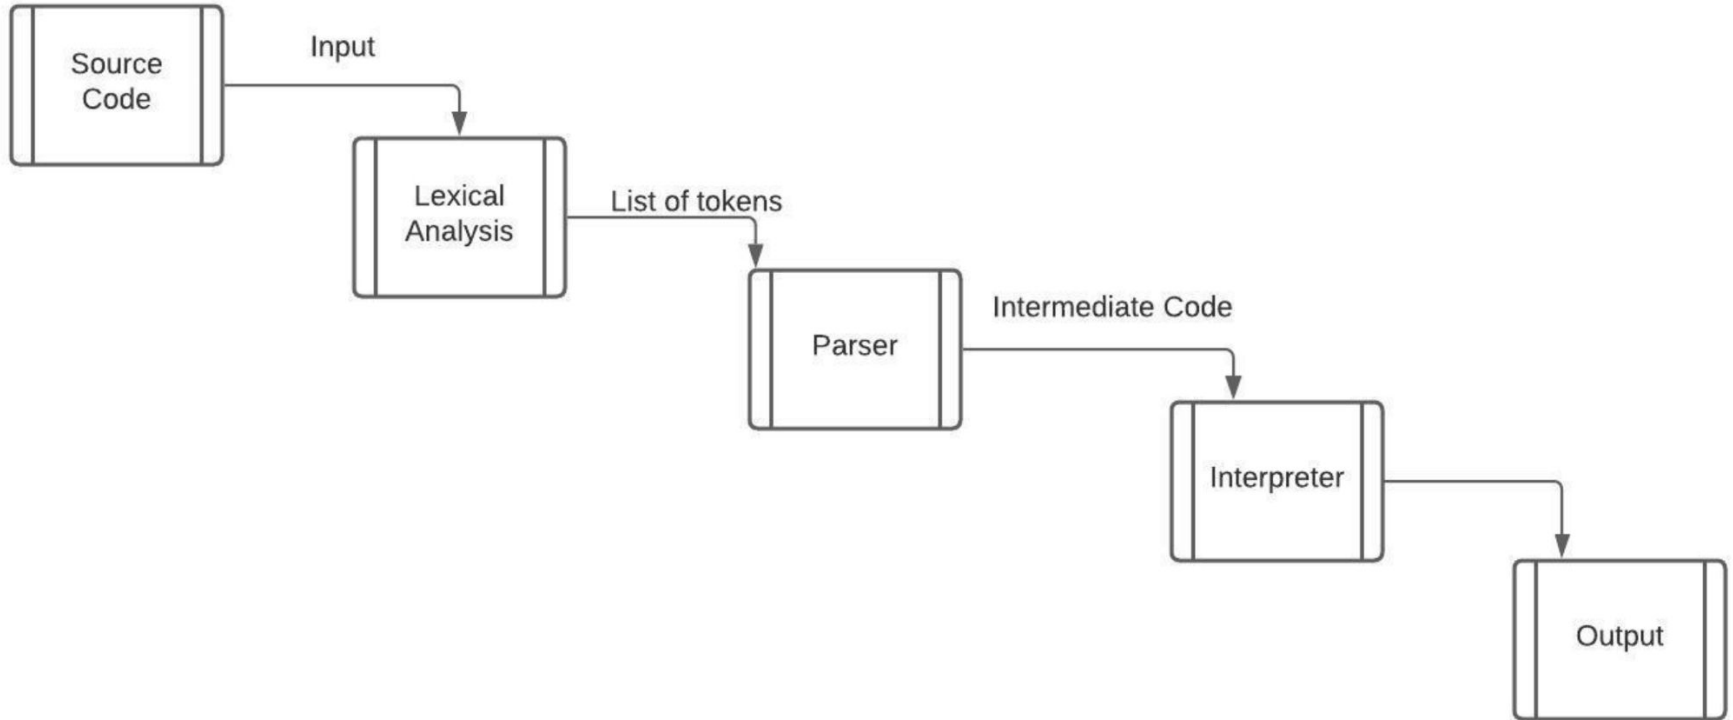 Source
Code
Input
Lexical
Analysis
List of tokens
Parser
Intermediate Code
Interpreter
Output